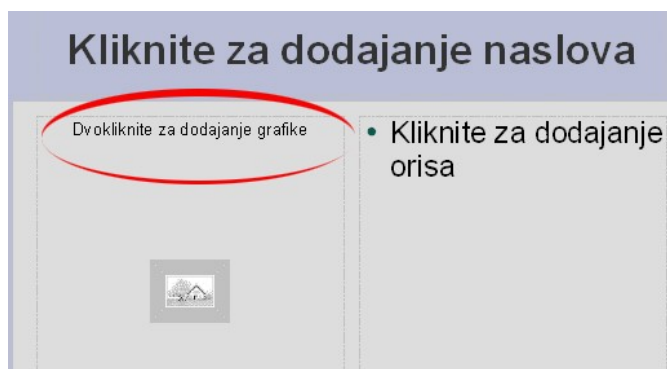 Kliknite za dodajanje naslova
Dvokliknite za dodajanje grafike
• Kliknite za dodajanje
orisa